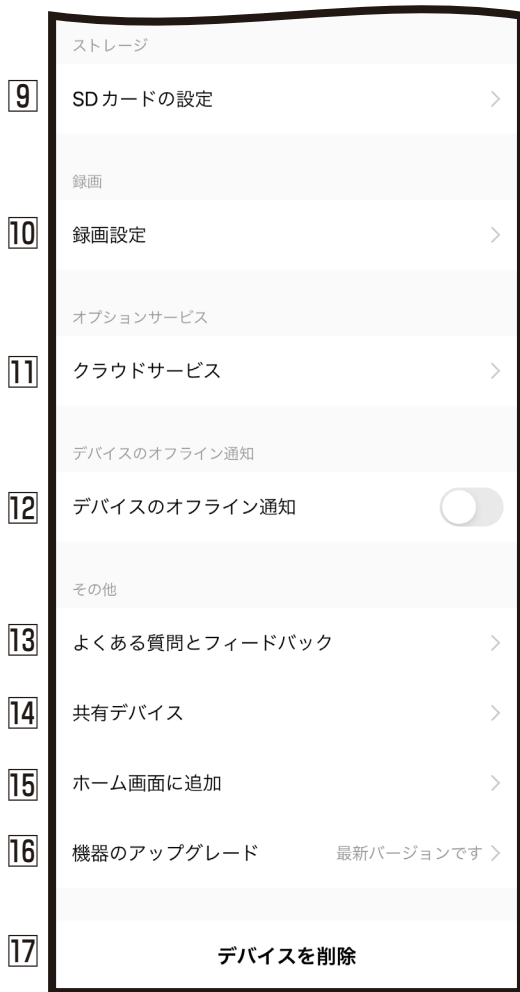 ストレージ
9 SDカードの設定
録画
10 録画設定
オプションサービス
11 クラウドサービス
デバイスのオフライン通知
12 デバイスのオフライン通知
その他
13 よくある質問とフィードバック
14 共有デバイス
15 ホーム画面に追加
16 機器のアップグレード 最新バージョンです
17 デバイスを削除